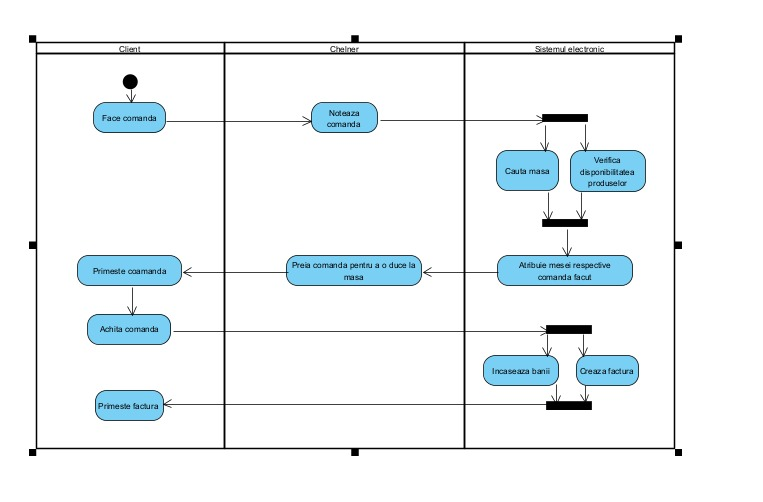 Client
Chelner
Sistemul electronic
Face comanda
Noteaza
comanda
Cauta masa
Verifica
disponibilitatea
produselor
Primeste coamanda
Preia comanda pentru a o duce la
masa
Atribuie mesei respective
comanda facut
Achita comanda
Incaseaza banii
Creaza factura
Primeste factura